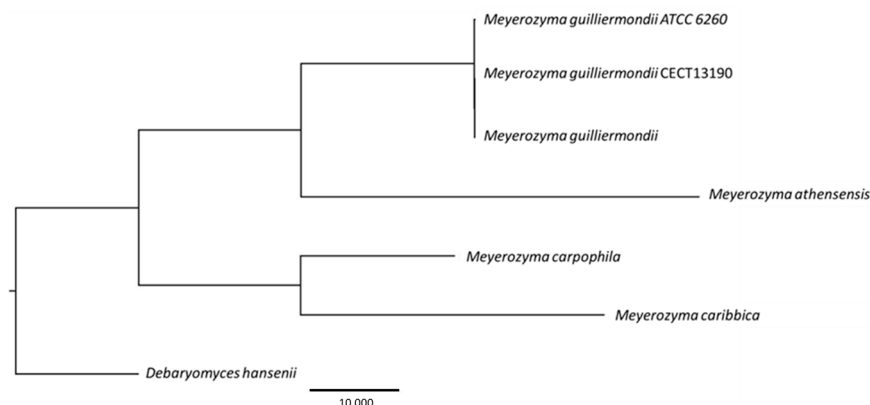 Meyerozyma guilliermondii ATCC 6260
Meyerozyma guilliermondii CECT13190
Meyerozyma guilliermondii
Meyerozyma athensensis
Meyerozyma carpophila
Meyerozyma caribbica
Debaryomyces hansenii
10.000